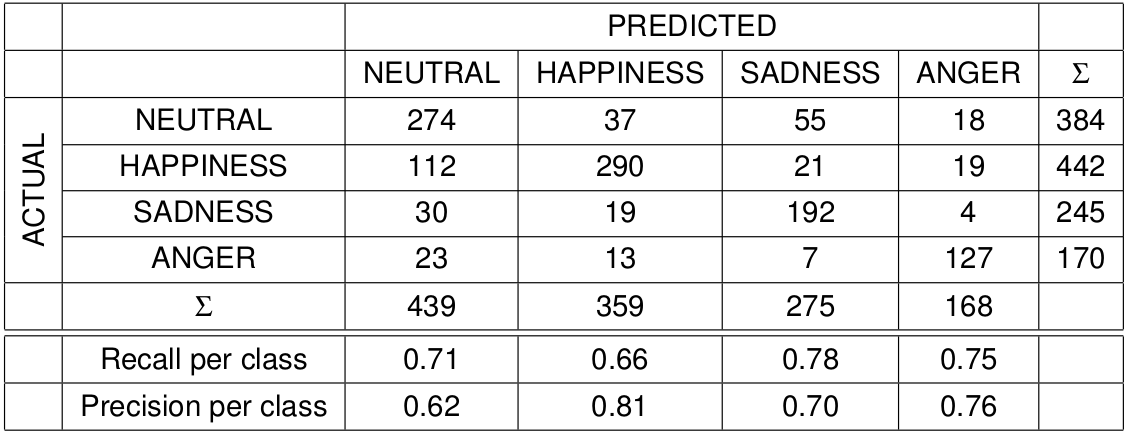 PREDICTED
NEUTRAL HAPPINESS SADNESS ANGER Σ
ACTUAL
NEUTRAL 274 37 55 18 384
HAPPINESS 112 290 21 19 442
SADNESS 30 19 192 4 245
ANGER 23 13 7 127 170
Σ 439 359 275 168
Recall per class 0.71 0.66 0.78 0.75
Precision per class 0.62 0.81 0.70 0.76